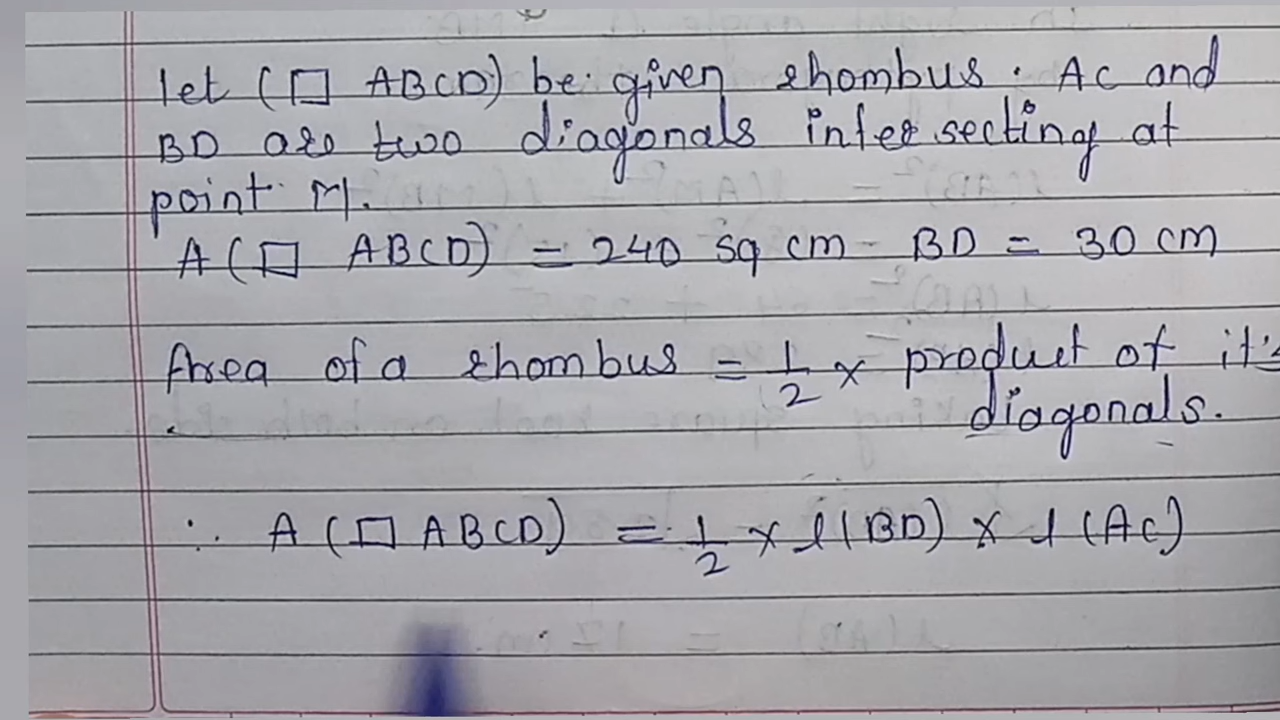 let (□ ABCD) be given rhombus. AC and
BD are two diagonals intersecting at
point M.
A (□ ABCD) = 240 sq cm - BD = 30 cm
Area of a rhombus = 1/2 × product of it's
diagonals.
∴ A (□ ABCD) = 1/2 × l(BD) × l(AC)